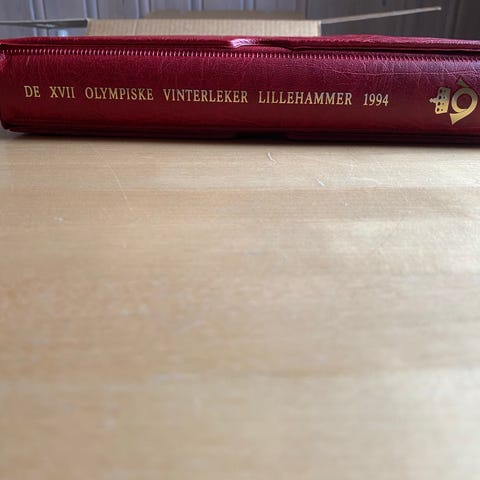 DE XVII OLYMPISKE VINTERLEKER LILLEHAMMER 1994